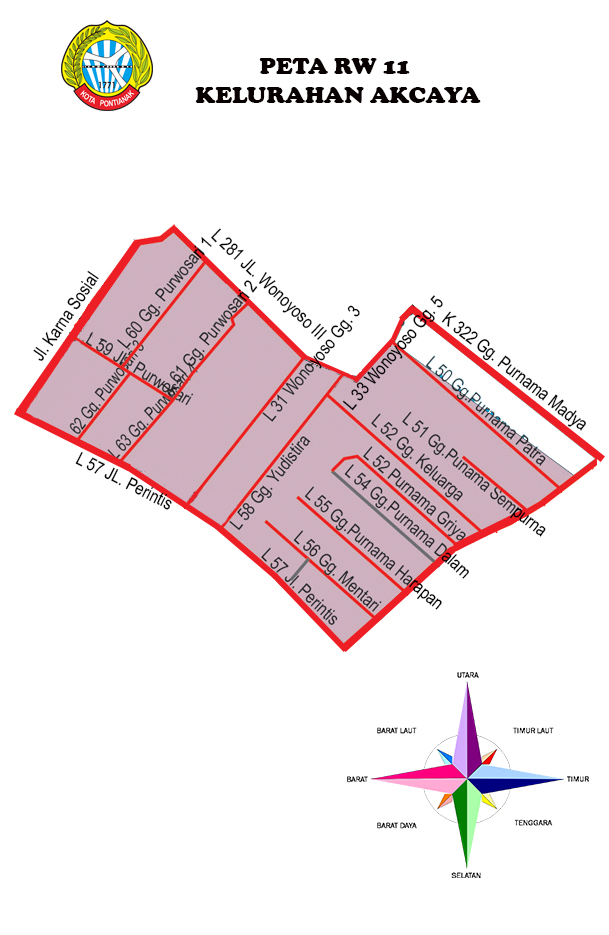 PETA RW 11
KELURAHAN AKCAYA
1771
KOTA PONTIANAK
Jl. Karna Sosial
L 60 Gg. Purwosari 1
L 281 JL. Wonoyoso III
L 59 Jl. Purwosari
L 61 Gg. Purwosari 2
62 Gg. Purwosari 3
L 63 Gg. Purwosari
L 57 JL. Perintis
L 31 Wonoyoso Gg. 3
L 33 Wonoyoso Gg. 5
K 322 Gg. Purnama Madya
L.50 Gg.Purnama Patra
L 51 Gg.Punama Sempurna
L 52 Gg. Keluarga
L.52 Purnama Griya
L 54 Gg.Purnama Dalam
L 55 Gg.Purnama Harapan
L 56 Gg. Mentari
L 57 Jl. Perintis
L 58 Gg. Yudistira
UTARA
BARAT LAUT
TIMUR LAUT
BARAT
TIMUR
BARAT DAYA
TENGGARA
SELATAN